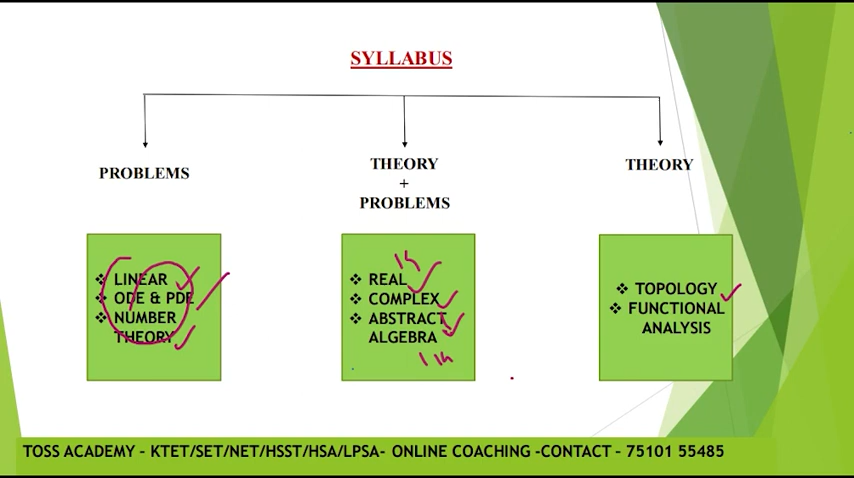 SYLLABUS
PROBLEMS
THEORY
+
PROBLEMS
THEORY
❖ LINEAR
❖ ODE & PDE
❖ NUMBER
THEORY
❖ REAL
❖ COMPLEX
❖ ABSTRACT
ALGEBRA
❖ TOPOLOGY
❖ FUNCTIONAL
ANALYSIS
TOSS ACADEMY – KTET/SET/NET/HSST/HSA/LPSA- ONLINE COACHING -CONTACT – 75101 55485